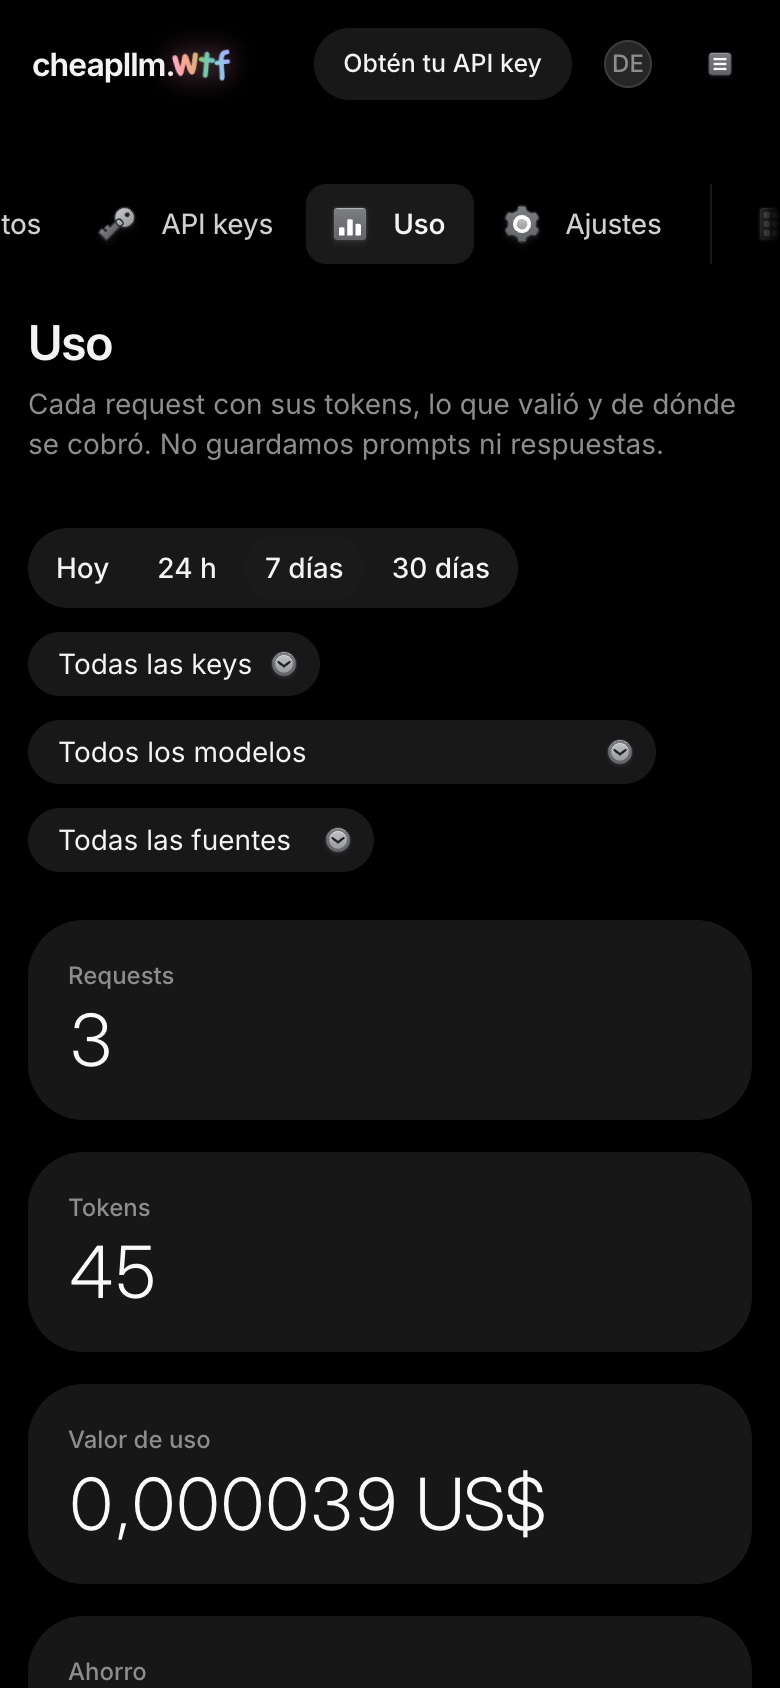 cheapllm.wtf
Obtén tu API key
DE
tos
API keys
Uso
Ajustes
Uso
Cada request con sus tokens, lo que valió y de dónde
se cobró. No guardamos prompts ni respuestas.
Hoy
24 h
7 días
30 días
Todas las keys
Todos los modelos
Todas las fuentes
Requests
3
Tokens
45
Valor de uso
0,000039 US$
Ahorro